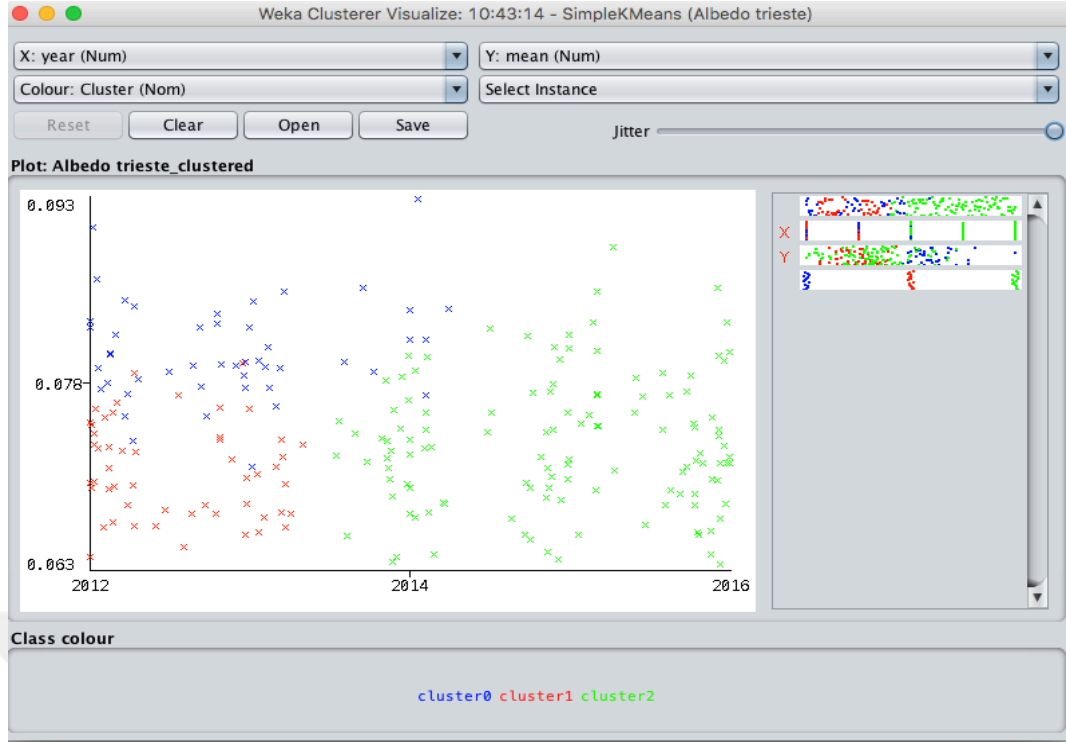 Weka Clusterer Visualize: 10:43:14 - SimpleKMeans (Albedo trieste)
X: year (Num) Y: mean (Num)
Colour: Cluster (Nom) Select Instance
Reset Clear Open Save Jitter
Plot: Albedo trieste_clustered
0.093
X
Y
0.078
0.063
2012 2014 2016
Class colour
cluster0 cluster1 cluster2